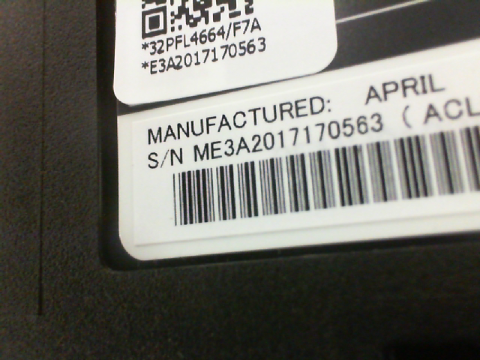 *32PFL4664/F7A
*E3A2017170563
MANUFACTURED: APRIL
S/N ME3A2017170563 ( ACL